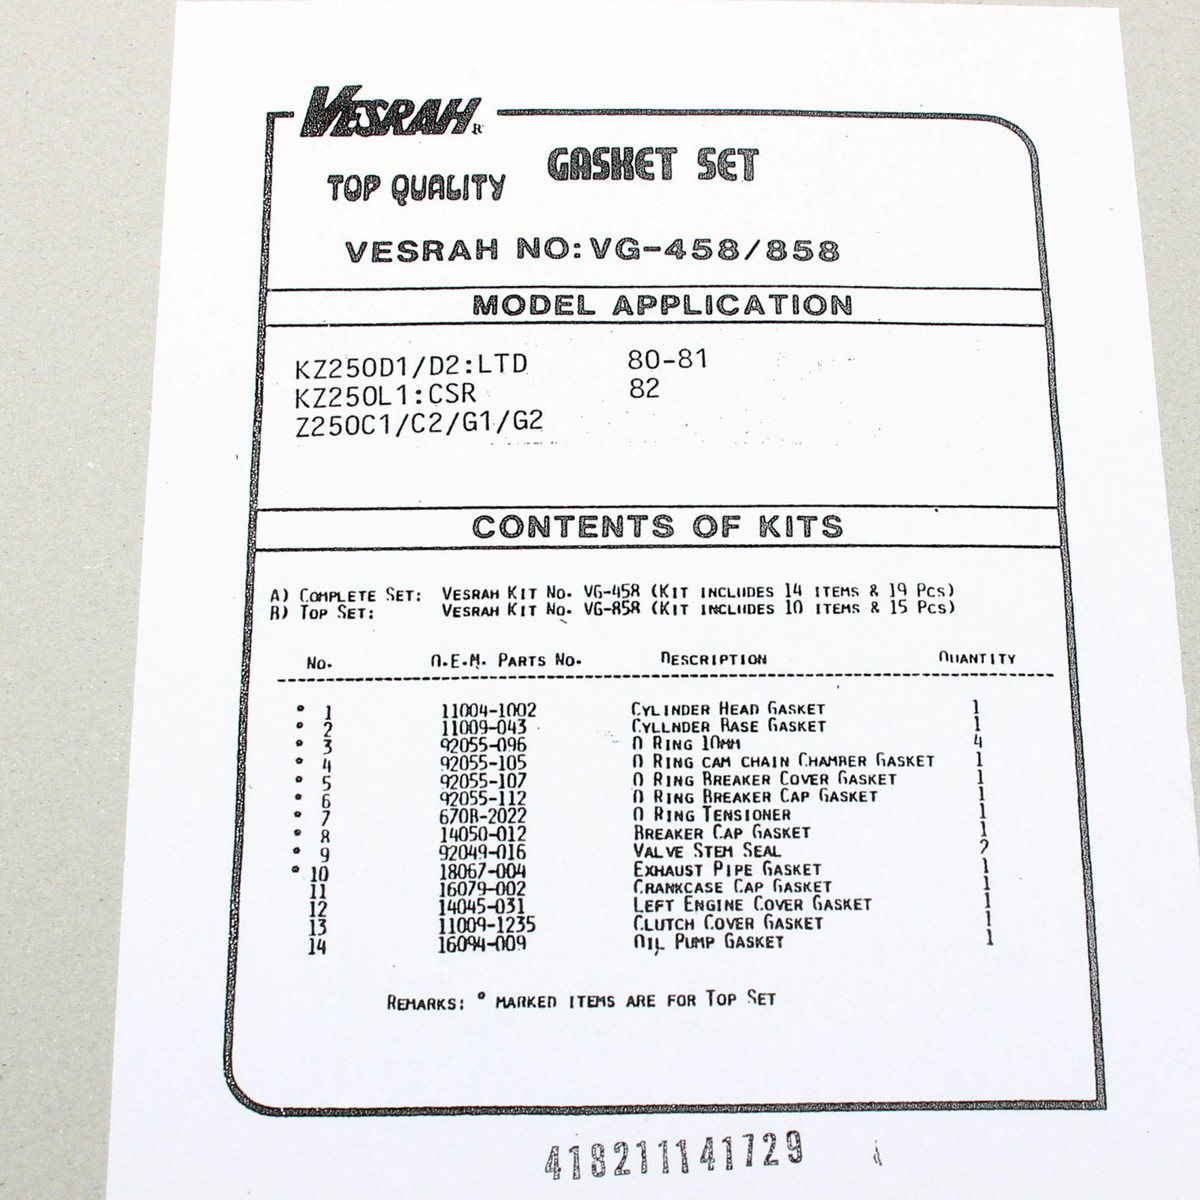 VESRAH®
GASKET SET
TOP QUALITY
VESRAH NO:VG-458/858
MODEL APPLICATION
KZ250D1/D2:LTD 80-81
KZ250L1:CSR 82
Z250C1/C2/G1/G2
CONTENTS OF KITS
A) COMPLETE SET: VESRAH KIT NO. VG-458 (KIT INCLUDES 14 ITEMS & 19 PCS)
B) TOP SET: VESRAH KIT NO. VG-858 (KIT INCLUDES 10 ITEMS & 15 PCS)
NO. O.E.M. PARTS NO. DESCRIPTION QUANTITY
° 1 11004-1002 CYLINDER HEAD GASKET 1
° 2 11009-043 CYLLNDER BASE GASKET 1
° 3 92055-096 O RING 10MM 4
° 4 92055-105 O RING CAM CHAIN CHAMBER GASKET 1
° 5 92055-107 O RING BREAKER COVER GASKET 1
° 6 92055-112 O RING BREAKER CAP GASKET 1
° 7 670B-2022 O RING TENSIONER 1
° 8 14050-012 BREAKER CAP GASKET 1
° 9 92049-016 VALVE STEM SEAL 2
° 10 18067-004 EXHAUST PIPE GASKET 1
11 16079-002 CRANKCASE CAP GASKET 1
12 14045-031 LEFT ENGINE COVER GASKET 1
13 11009-1235 CLUTCH COVER GASKET 1
14 16094-009 OIL PUMP GASKET 1
REMARKS: ° MARKED ITEMS ARE FOR TOP SET
418211141729